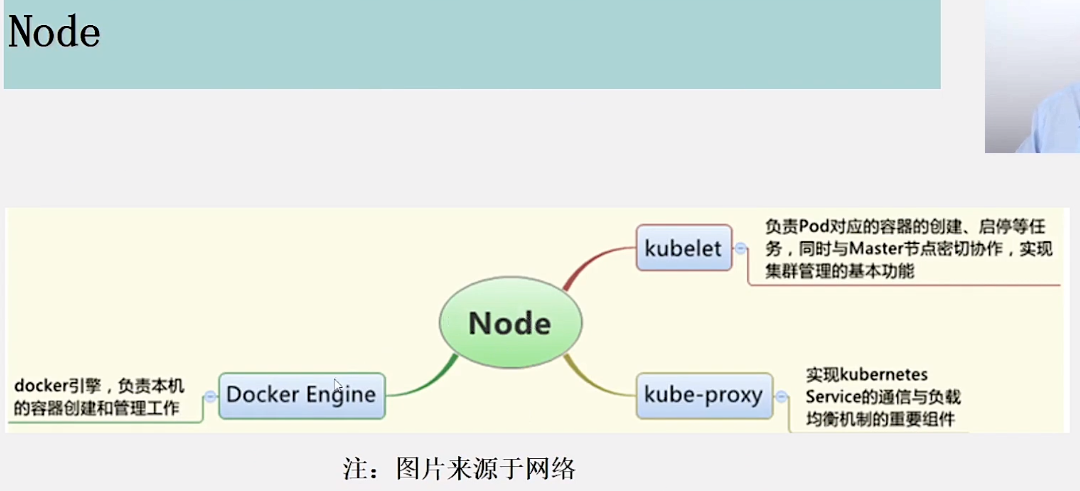 Node
kubelet
负责Pod对应的容器的创建、启停等任
务，同时与Master节点密切协作，实现
集群管理的基本功能
Node
docker引擎，负责本机
的容器创建和管理工作
Docker Engine
kube-proxy
实现kubernetes
Service的通信与负载
均衡机制的重要组件
注：图片来源于网络